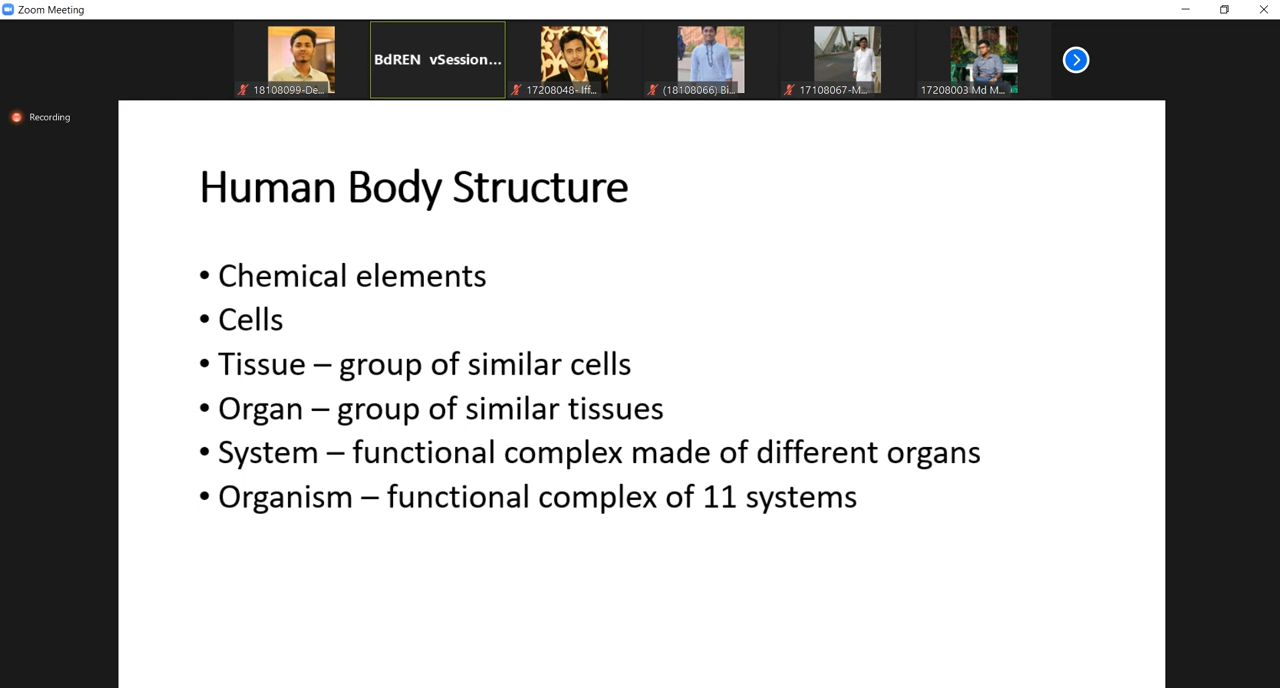 Zoom Meeting
18108099-De...
BdREN vSession...
17208048- Iff...
(18108066) Bi...
17108067-M...
17208003 Md M...
Recording
Human Body Structure
• Chemical elements
• Cells
• Tissue – group of similar cells
• Organ – group of similar tissues
• System – functional complex made of different organs
• Organism – functional complex of 11 systems